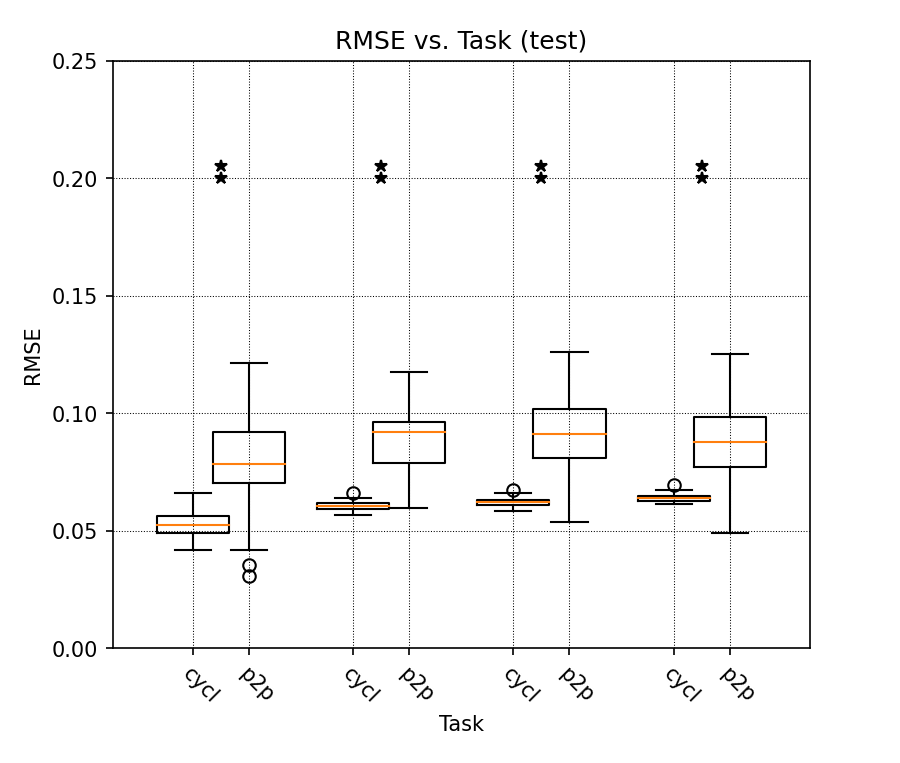 RMSE vs. Task (test)
0.25
0.20
0.15
0.10
0.05
0.00
RMSE
cycl p2p cycl p2p cycl p2p cycl p2p
Task